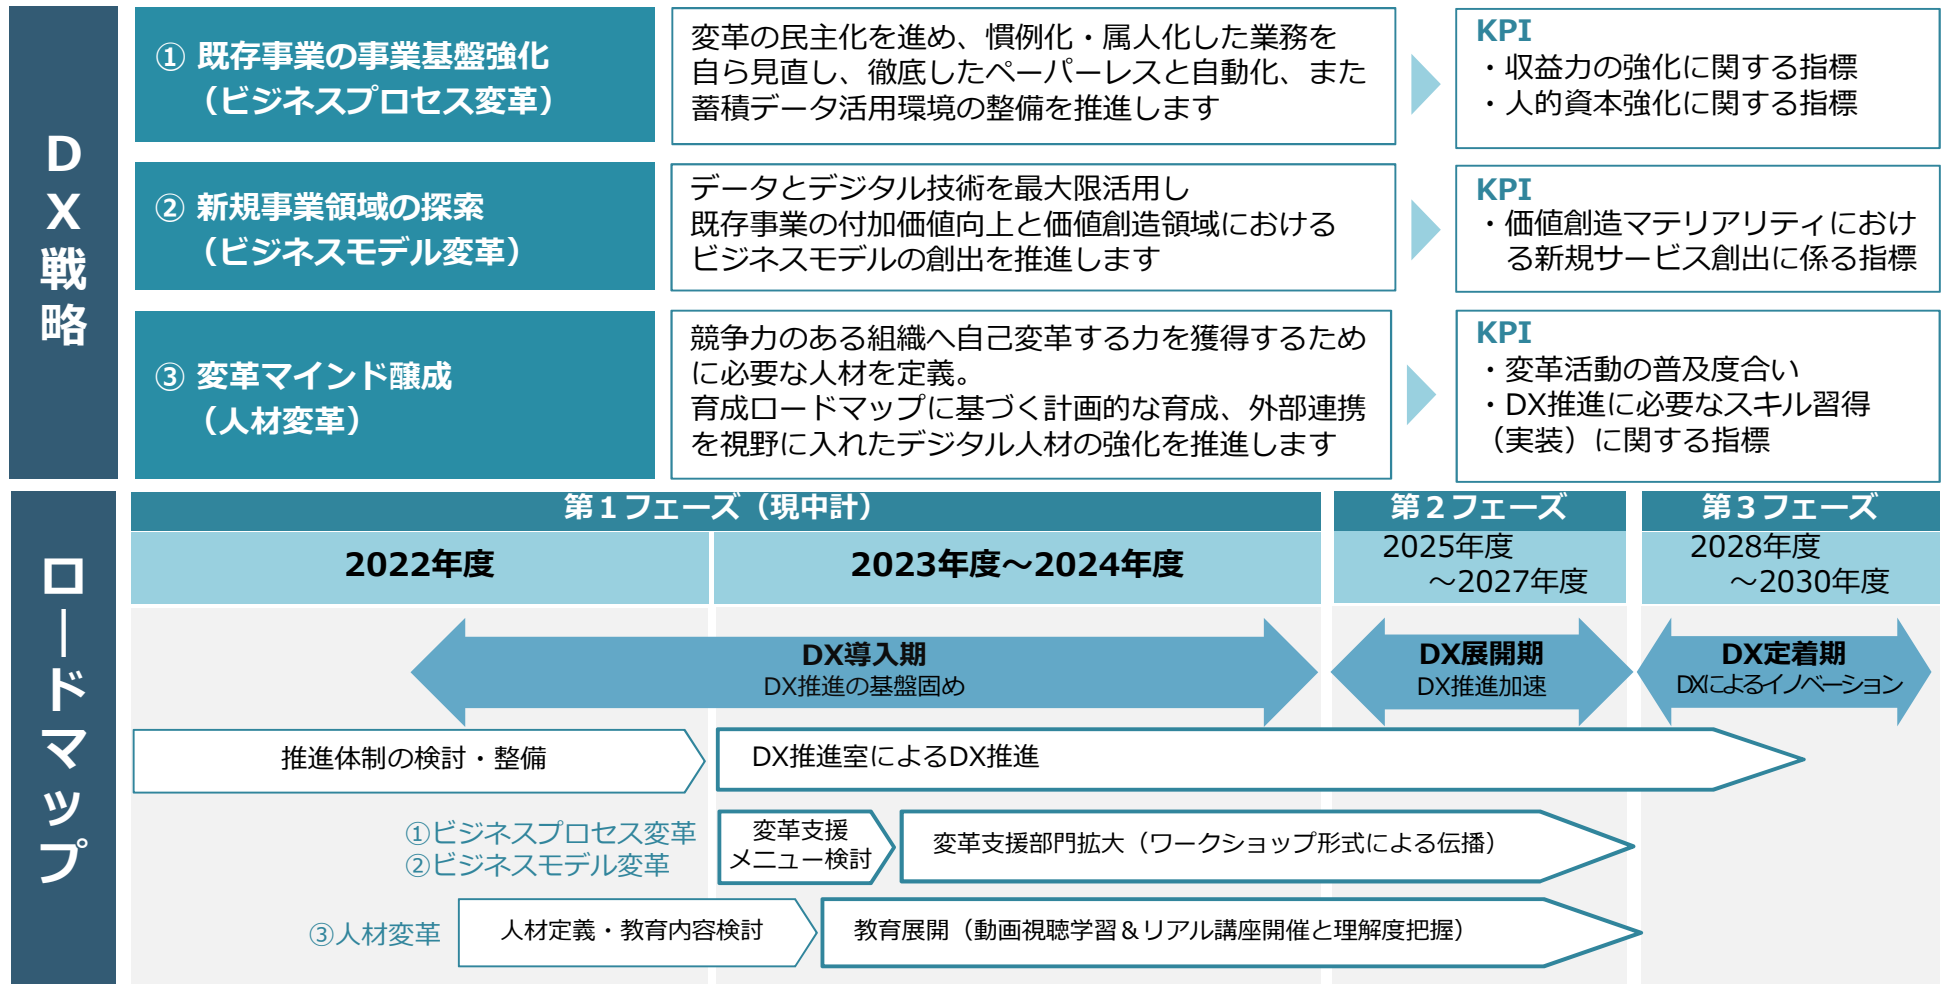 DX戦略
① 既存事業の事業基盤強化
（ビジネスプロセス変革）
変革の民主化を進め、慣例化・属人化した業務を
自ら見直し、徹底したペーパーレスと自動化、また
蓄積データ活用環境の整備を推進します
KPI
・収益力の強化に関する指標
・人的資本強化に関する指標
② 新規事業領域の探索
（ビジネスモデル変革）
データとデジタル技術を最大限活用し
既存事業の付加価値向上と価値創造領域における
ビジネスモデルの創出を推進します
KPI
・価値創造マテリアリティにおけ
る新規サービス創出に係る指標
③ 変革マインド醸成
（人材変革）
競争力のある組織へ自己変革する力を獲得するため
に必要な人材を定義。
育成ロードマップに基づく計画的な育成、外部連携
を視野に入れたデジタル人材の強化を推進します
KPI
・変革活動の普及度合い
・DX推進に必要なスキル習得
（実装）に関する指標
ロードマップ
第１フェーズ（現中計）
第２フェーズ
第３フェーズ
2022年度
2023年度～2024年度
2025年度
～2027年度
2028年度
～2030年度
DX導入期
DX推進の基盤固め
DX展開期
DX推進加速
DX定着期
DXによるイノベーション
推進体制の検討・整備
DX推進室によるDX推進
①ビジネスプロセス変革
②ビジネスモデル変革
変革支援
メニュー検討
変革支援部門拡大（ワークショップ形式による伝播）
③人材変革
人材定義・教育内容検討
教育展開（動画視聴学習＆リアル講座開催と理解度把握）